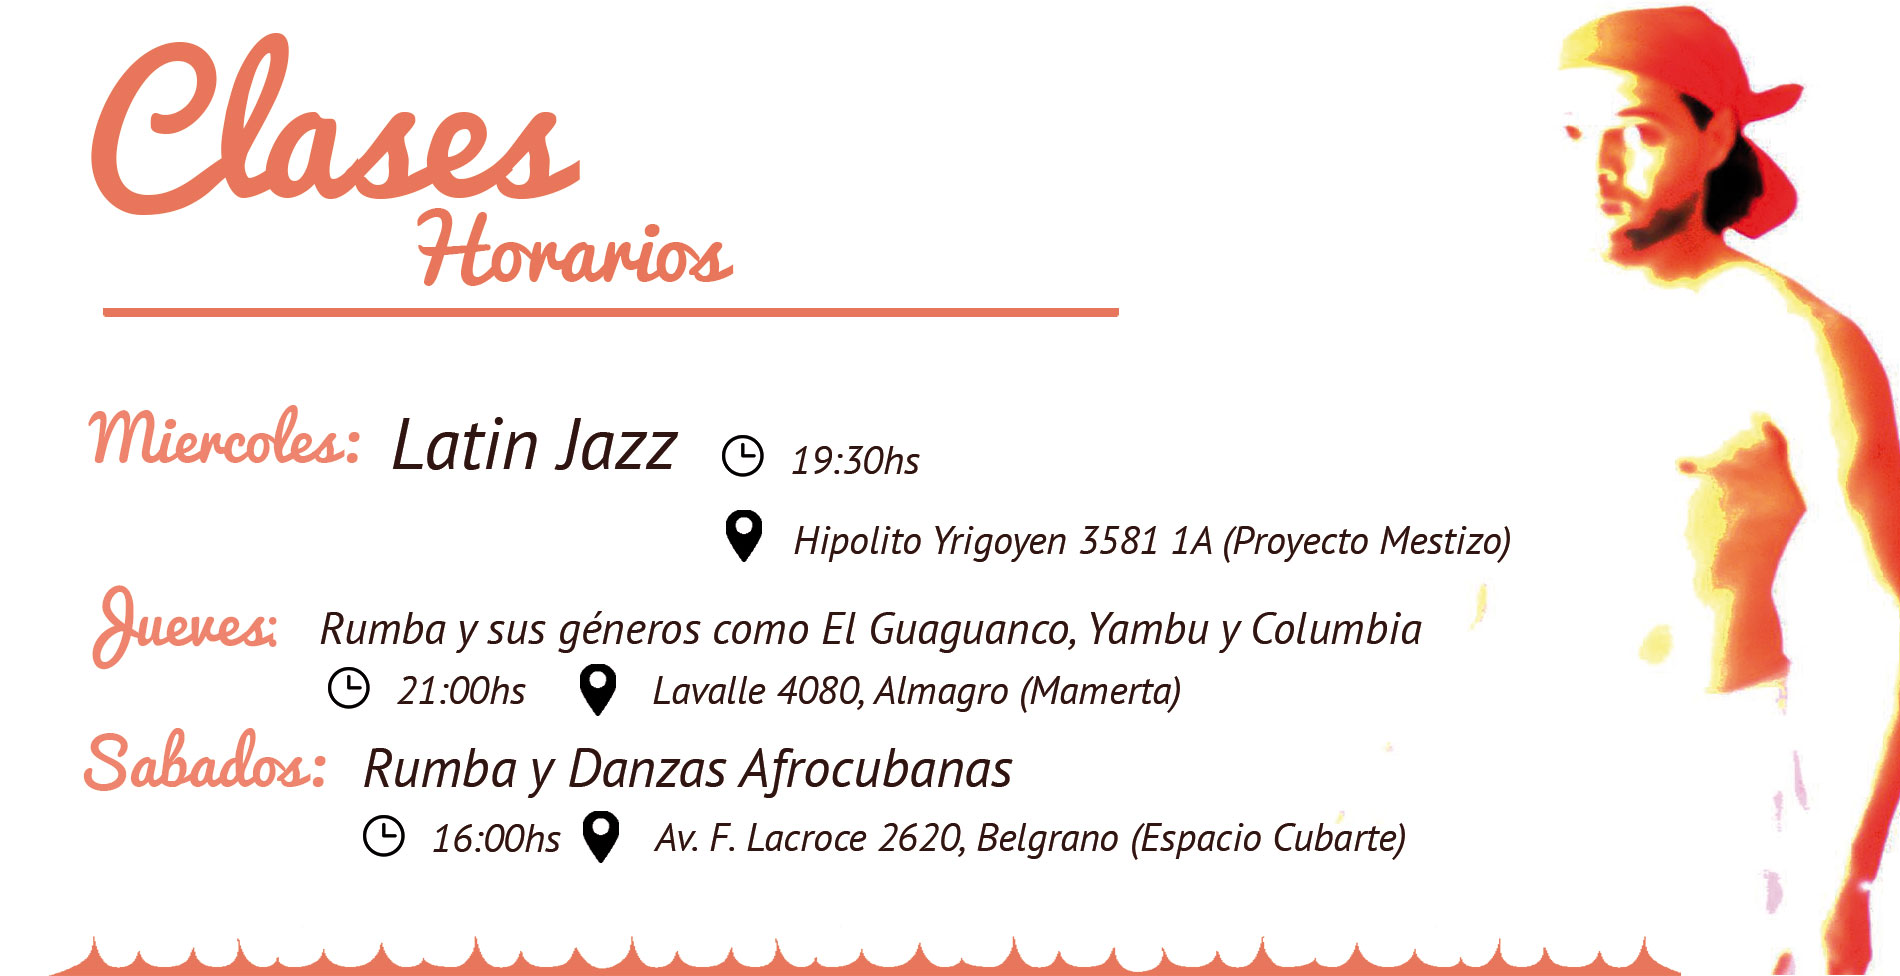 Clases
Horarios
Miercoles: Latin Jazz 19:30hs
Hipolito Yrigoyen 3581 1A (Proyecto Mestizo)
Jueves: Rumba y sus géneros como El Guaguanco, Yambu y Columbia
21:00hs Lavalle 4080, Almagro (Mamerta)
Sabados: Rumba y Danzas Afrocubanas
16:00hs Av. F. Lacroce 2620, Belgrano (Espacio Cubarte)